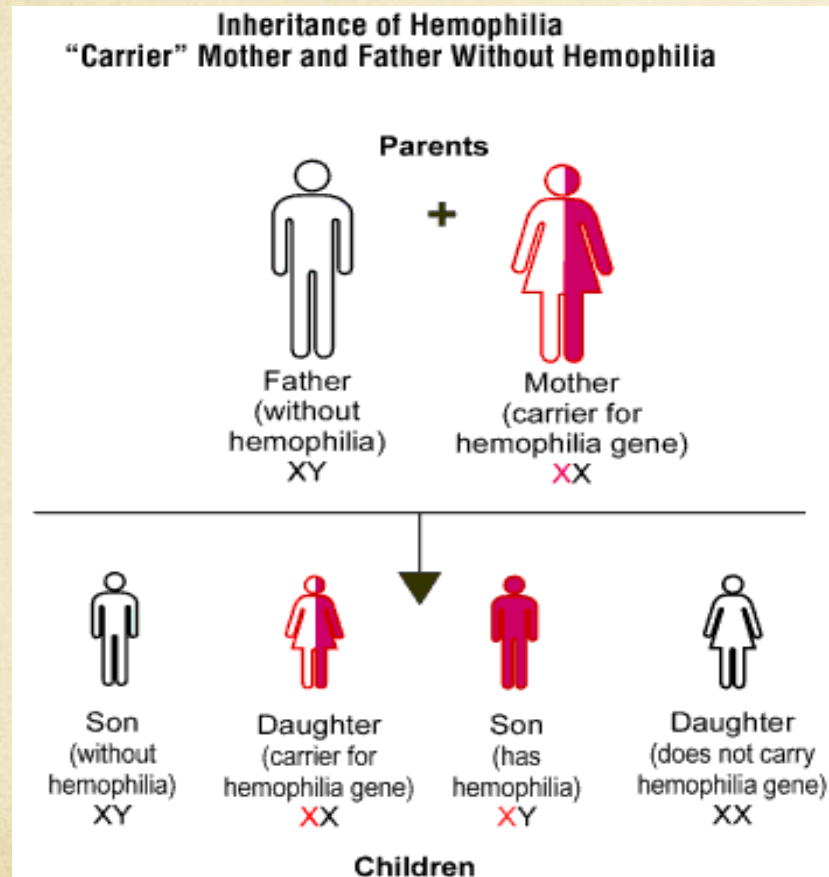 Inheritance of Hemophilia
“Carrier” Mother and Father Without Hemophilia
Parents
+
Father
(without
hemophilia)
XY
Mother
(carrier for
hemophilia gene)
XX
Son
(without
hemophilia)
XY
Daughter
(carrier for
hemophilia gene)
XX
Son
(has
hemophilia)
XY
Daughter
(does not carry
hemophilia gene)
XX
Children